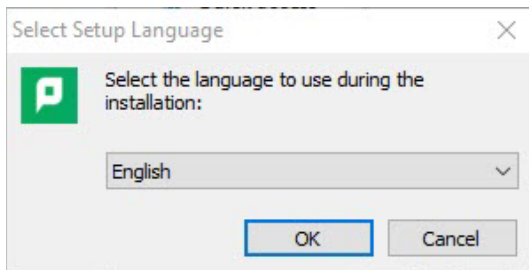 Select Setup Language
Select the language to use during the
installation:
English
OK
Cancel